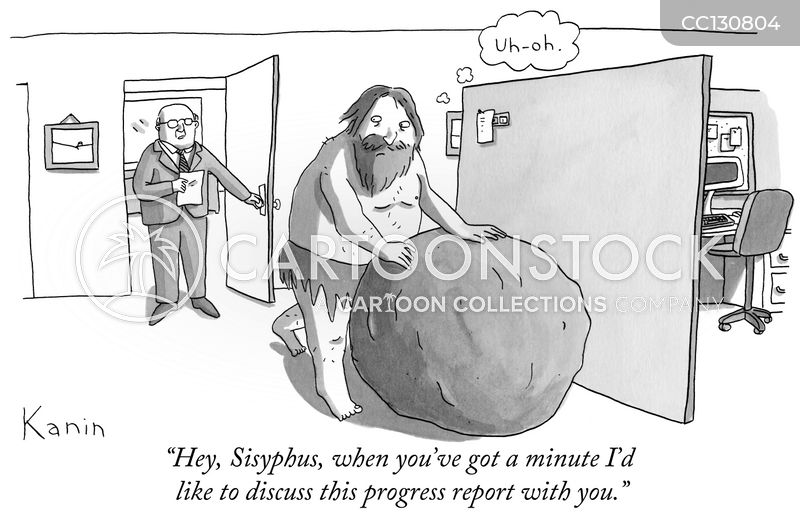 CC130804
Uh-oh.
CARTOONSTOCK
CARTOON COLLECTIONS COMPANY
Kanin
“Hey, Sisyphus, when you’ve got a minute I’d
like to discuss this progress report with you.”